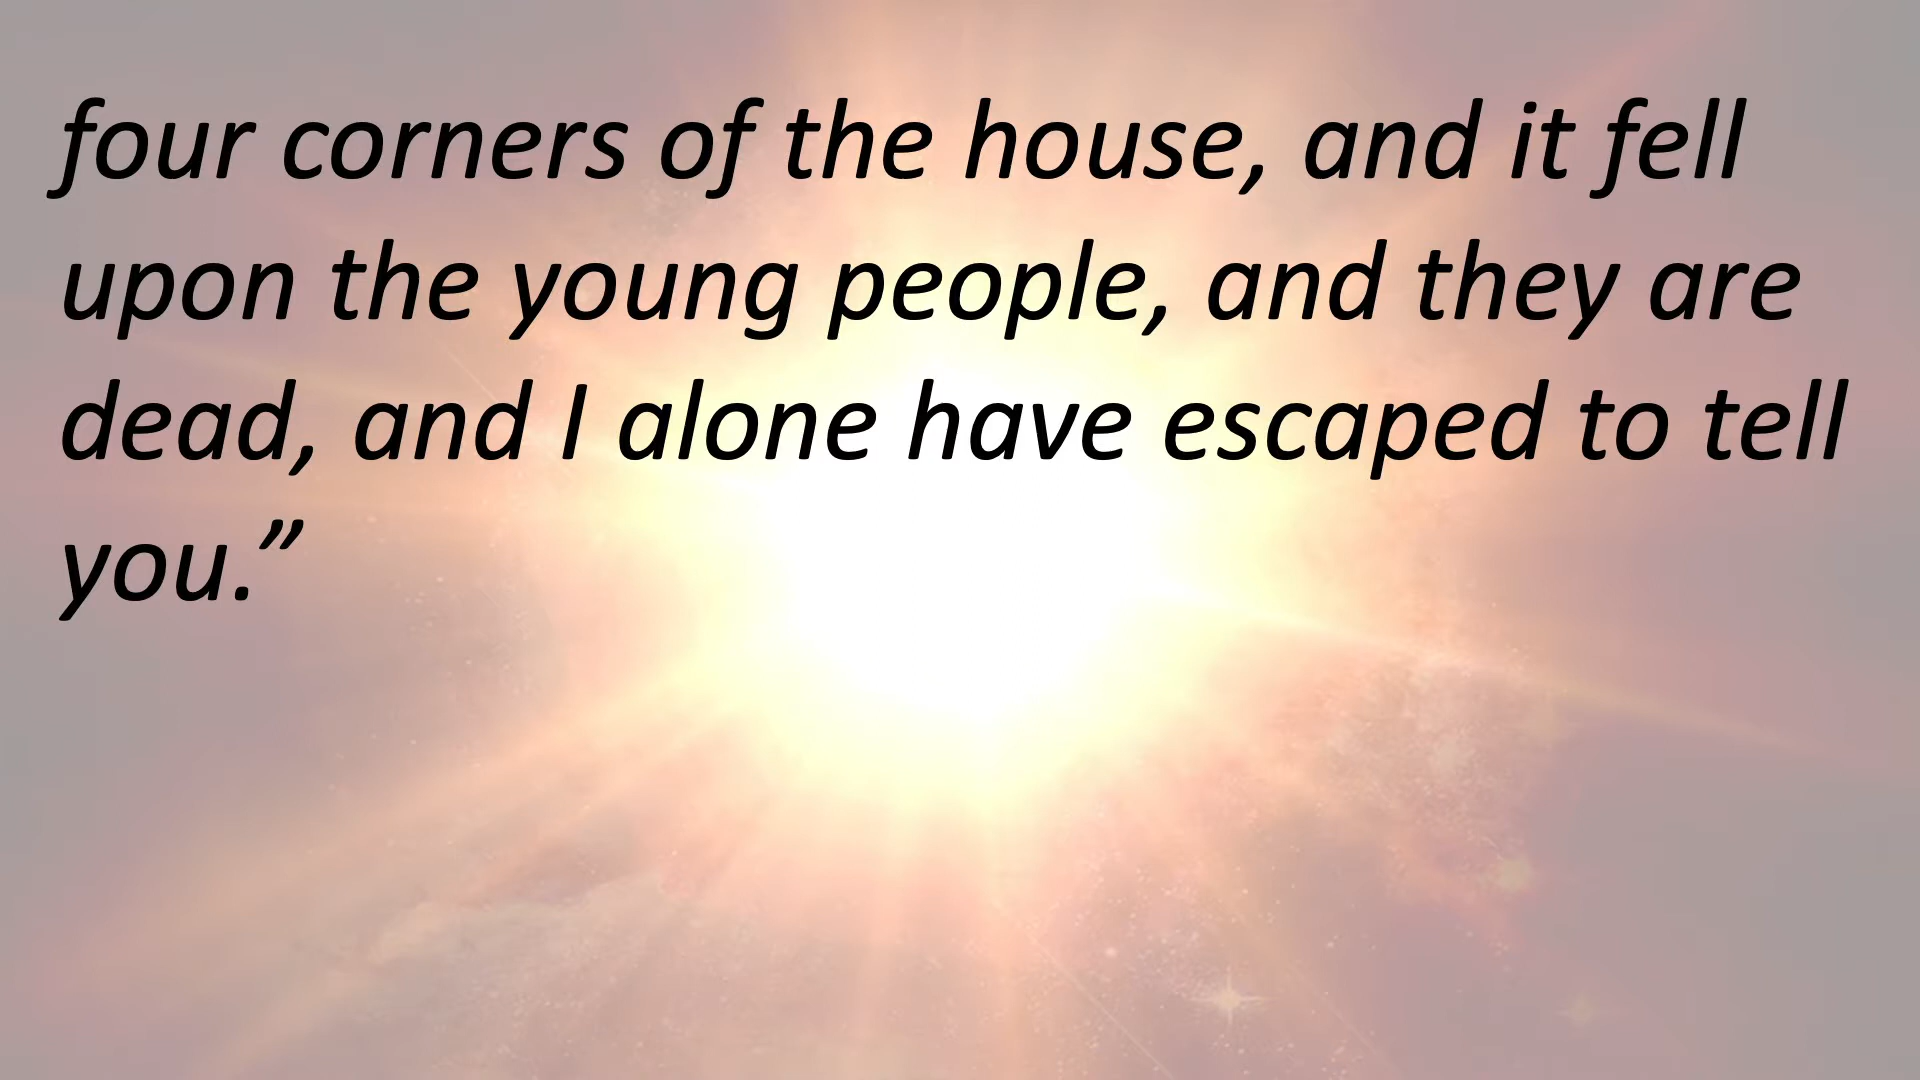 four corners of the house, and it fell
upon the young people, and they are
dead, and I alone have escaped to tell
you.”